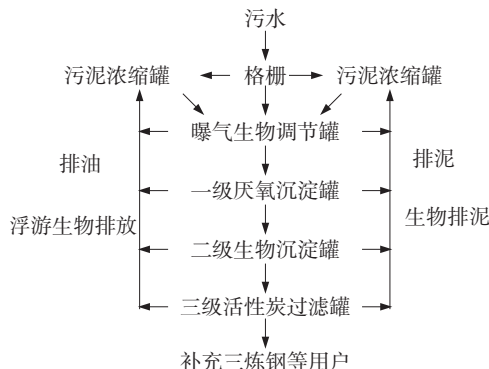 污水
污泥浓缩罐 格栅 污泥浓缩罐
曝气生物调节罐
排油
排泥
一级厌氧沉淀罐
浮游生物排放
生物排泥
二级生物沉淀罐
三级活性炭过滤罐
补充三炼钢等用户